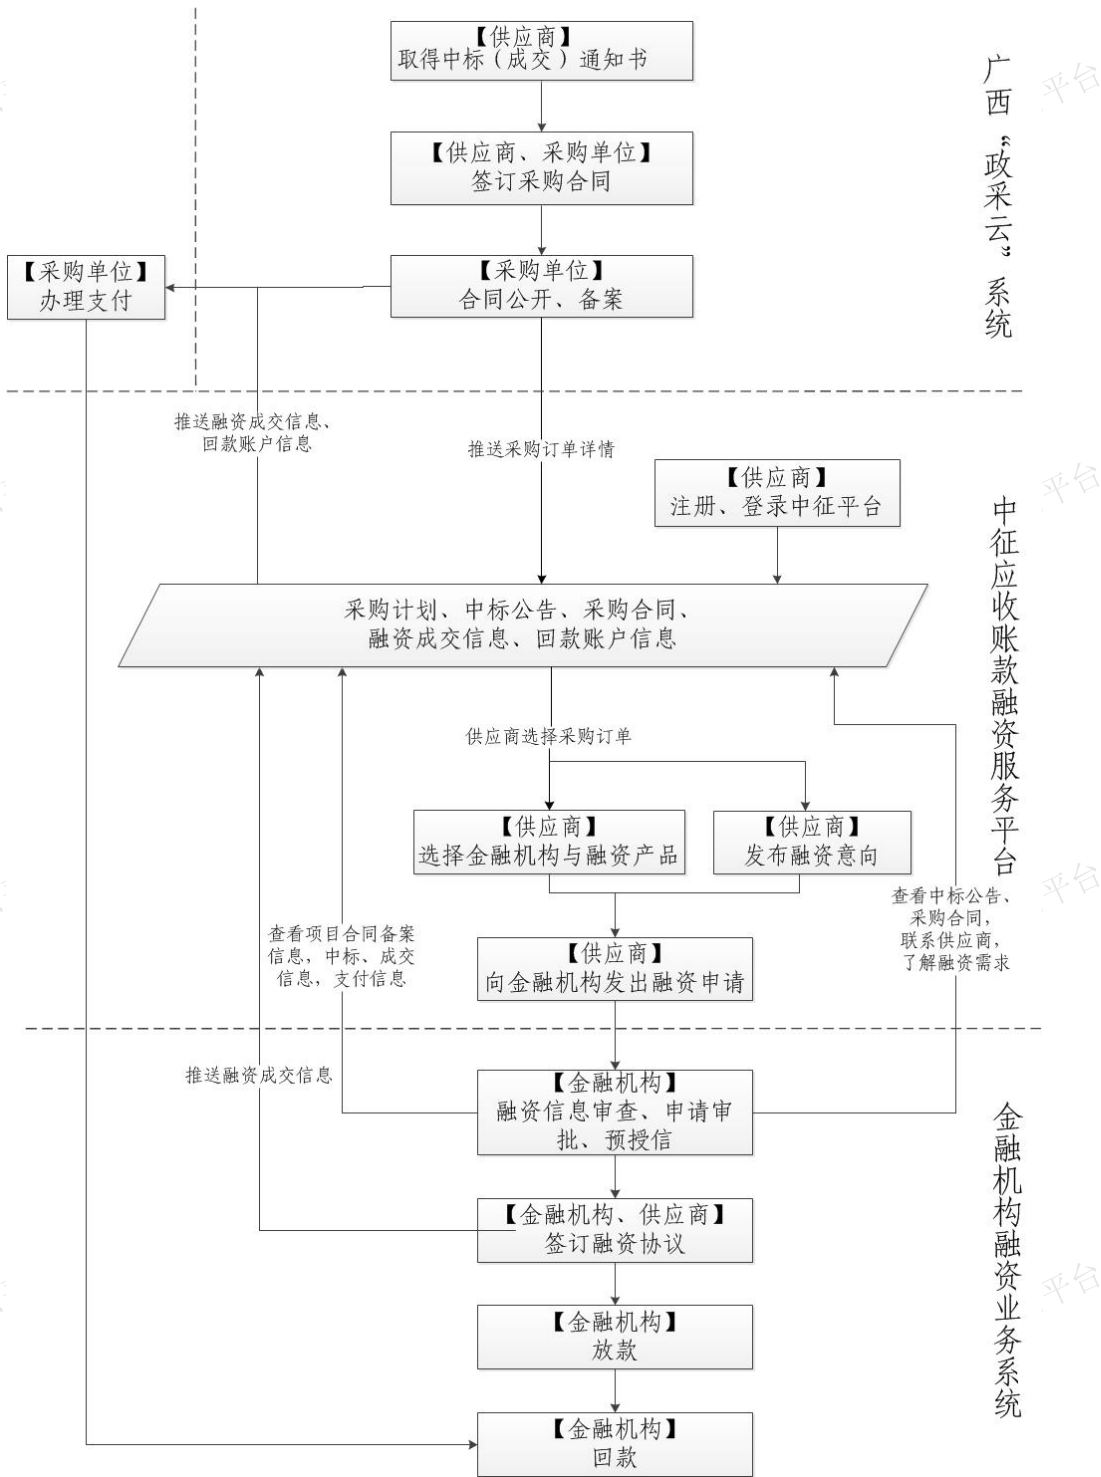 【供应商】
取得中标（成交）通知书
【供应商、采购单位】
签订采购合同
【采购单位】
办理支付
【采购单位】
合同公开、备案
广西“政采云”系统
推送融资成交信息、
回款账户信息
推送采购订单详情
【供应商】
注册、登录中征平台
采购计划、中标公告、采购合同、
融资成交信息、回款账户信息
供应商选择采购订单
【供应商】
选择金融机构与融资产品
【供应商】
发布融资意向
中征应收账款融资服务平台
查看中标公告、
采购合同，
联系供应商，
了解融资需求
查看项目合同备案
信息，中标、成交
信息，支付信息
【供应商】
向金融机构发出融资申请
推送融资成交信息
【金融机构】
融资信息审查、申请审
批、预授信
【金融机构、供应商】
签订融资协议
【金融机构】
放款
【金融机构】
回款
金融机构融资业务系统
平台
平台
平台
平台